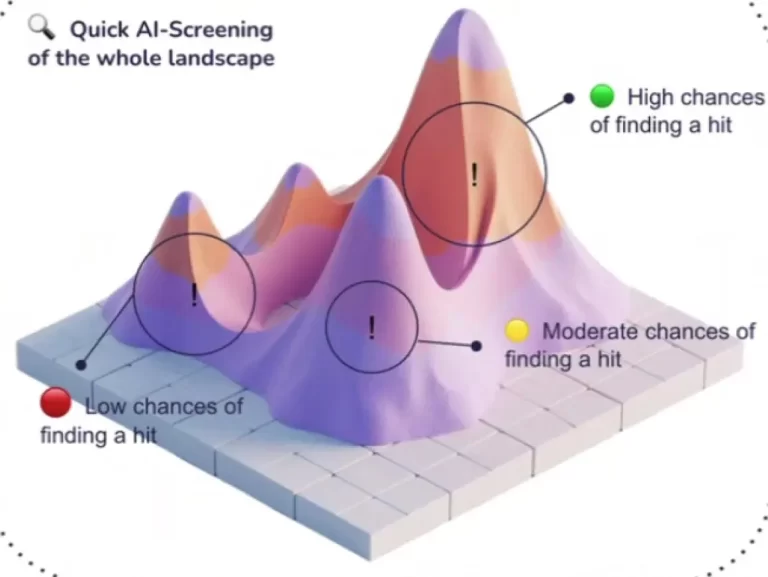 Quick AI-Screening
of the whole landscape
High chances
of finding a hit
!
!
!
Moderate chances of
finding a hit
Low chances of
finding a hit